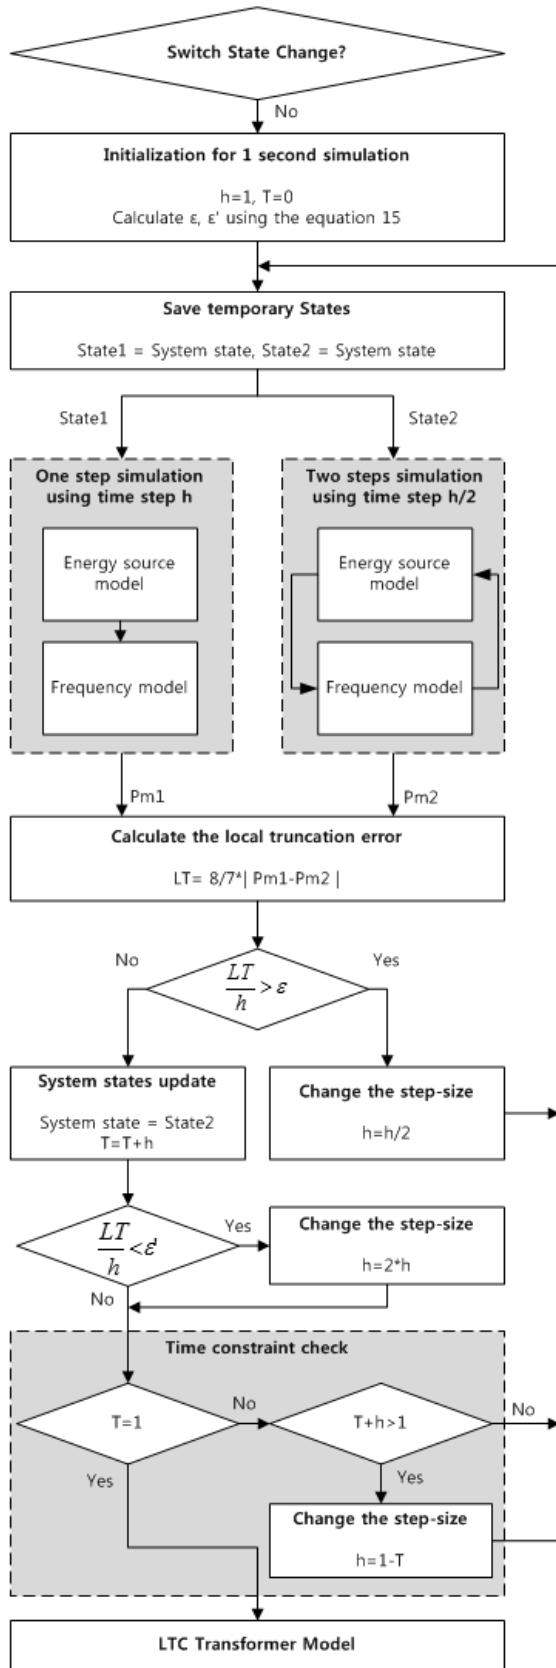 Switch State Change?
No
Initialization for 1 second simulation
h=1, T=0
Calculate ε, ε' using the equation 15
Save temporary States
State1 = System state, State2 = System state
State1
State2
One step simulation
using time step h
Energy source
model
Frequency model
Two steps simulation
using time step h/2
Energy source
model
Frequency model
Pm1
Pm2
Calculate the local truncation error
LT= 8/7*| Pm1-Pm2 |
No
Yes
LT/h > ε
System states update
System state = State2
T=T+h
Change the step-size
h=h/2
LT/h < ε'
Yes
No
Change the step-size
h=2*h
Time constraint check
T=1
No
T+h>1
No
Yes
Yes
Change the step-size
h=1-T
LTC Transformer Model